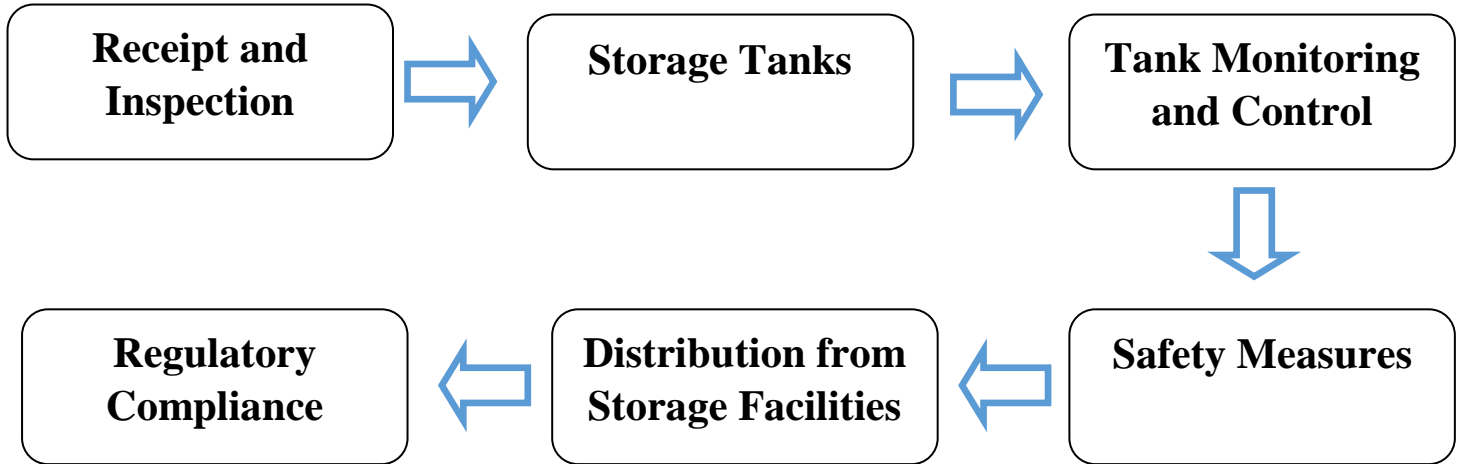 Receipt and
Inspection
Storage Tanks
Tank Monitoring
and Control
Safety Measures
Distribution from
Storage Facilities
Regulatory
Compliance